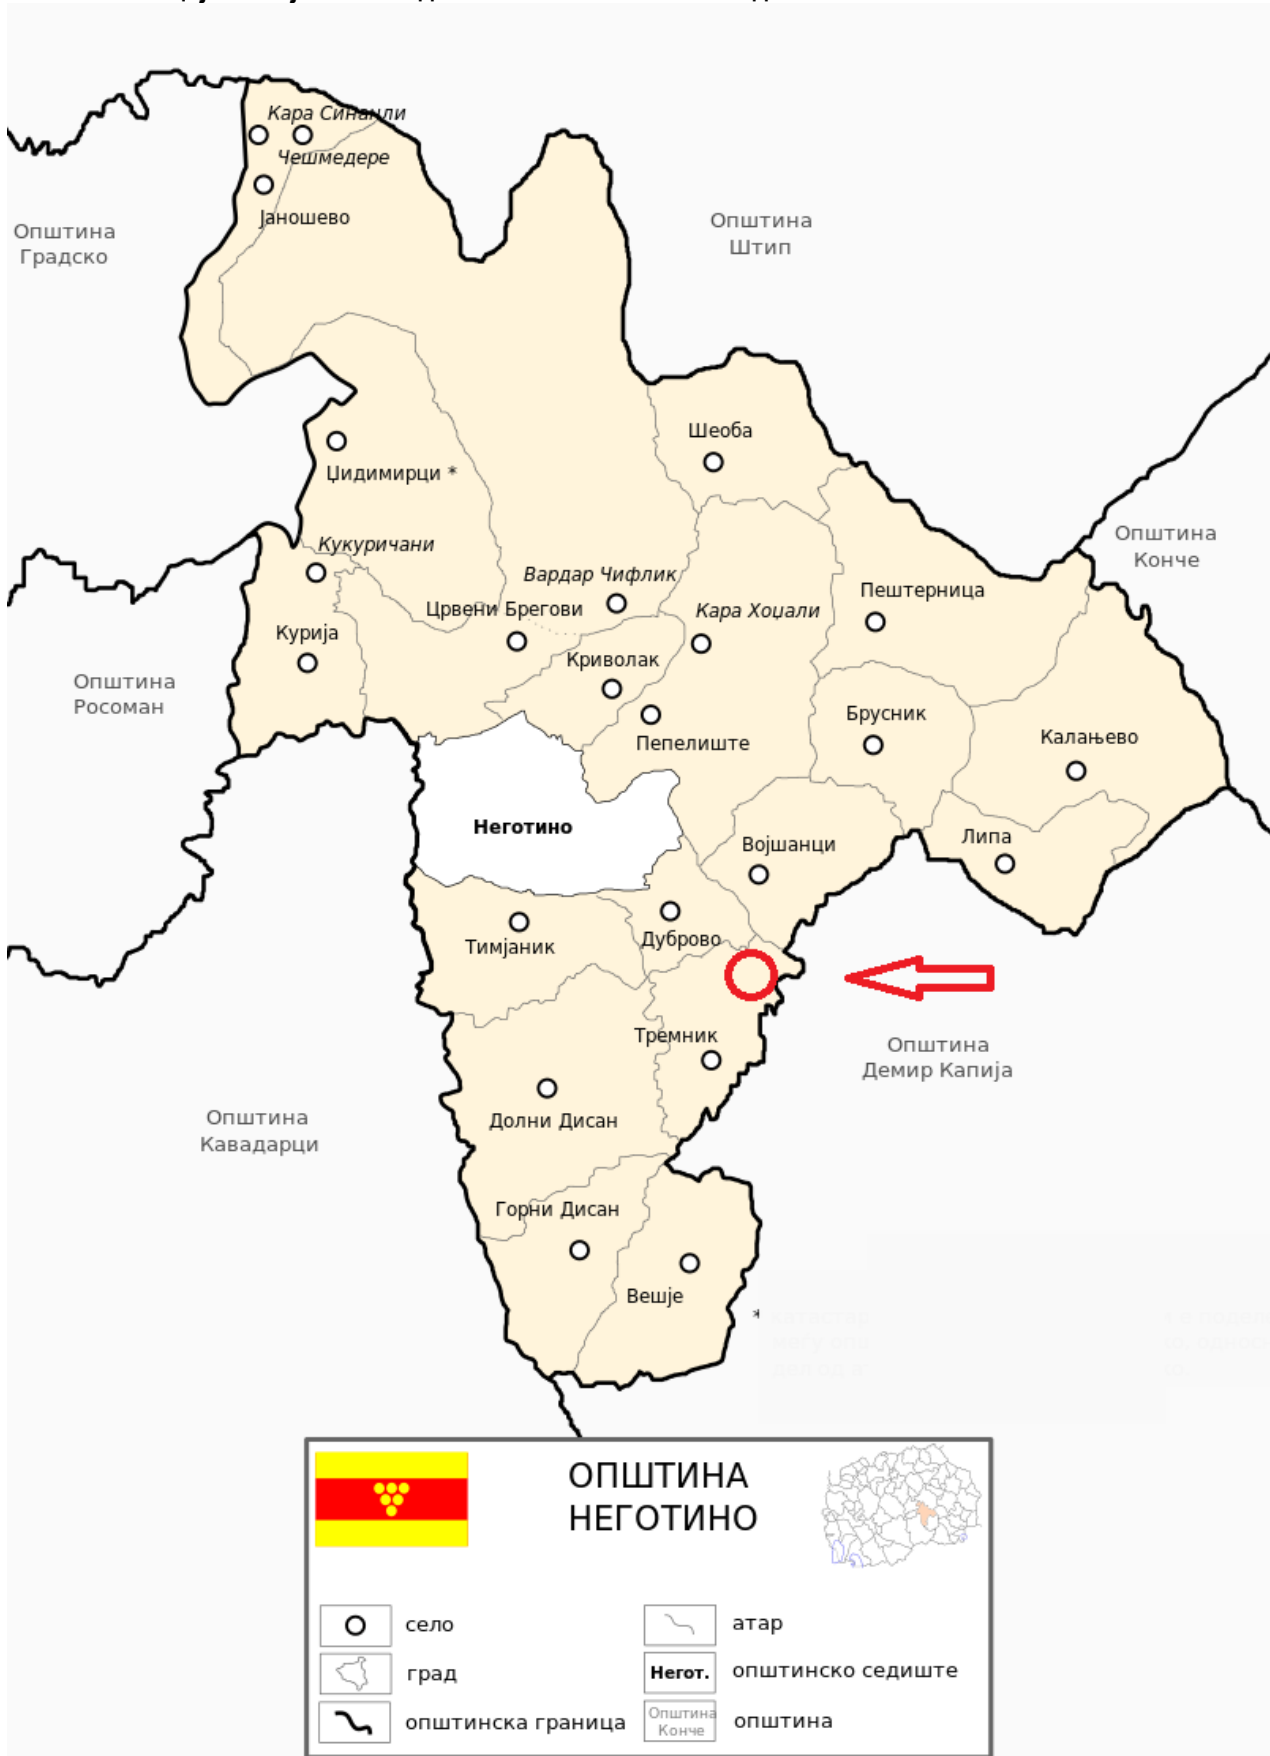 Кара Синанли
Чешмедере
Јаношево
Општина
Градско
Општина
Штип
Шеоба
Џидимирци *
Општина
Конче
Кукуричани
Вардар Чифлик
Пештерница
Црвени Брегови
Кара Хоџали
Курија
Криволак
Општина
Росоман
Брусник
Пепелиште
Калањево
Неготино
Липа
Војшанци
Дуброво
Тимјаник
Тремник
Општина
Демир Капија
Општина
Кавадарци
Долни Дисан
Горни Дисан
Вешје
*
ОПШТИНА
НЕГОТИНО
село
атар
град
Негот.
општинско седиште
општинска граница
Општина
Конче
општина